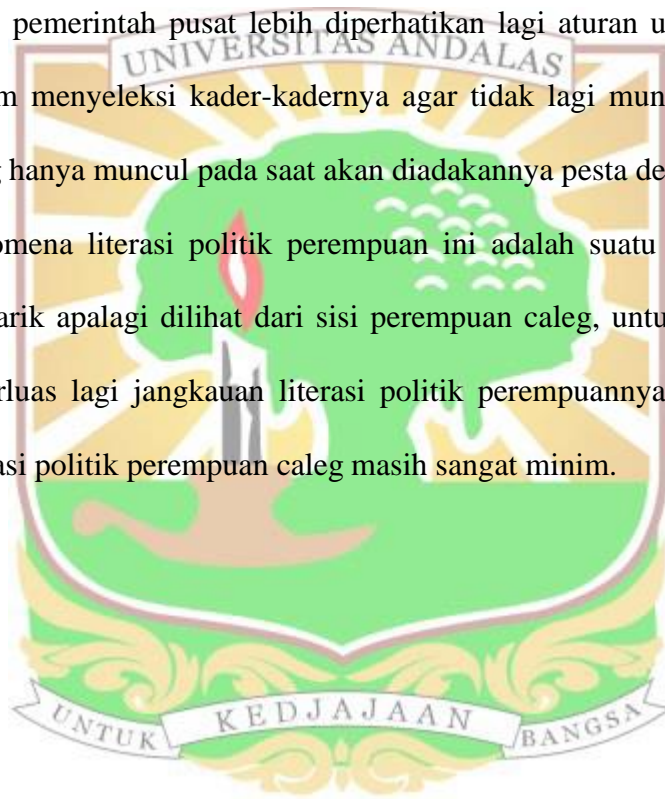 pemerintah pusat lebih diperhatikan lagi aturan u
UNIVERSITAS ANDALAS
m menyeleksi kader-kadernya agar tidak lagi mun
hanya muncul pada saat akan diadakannya pesta de
omena literasi politik perempuan ini adalah suatu
arik apalagi dilihat dari sisi perempuan caleg, untu
rluas lagi jangkauan literasi politik perempuannya
asi politik perempuan caleg masih sangat minim.
UNTUK KEDJAJAAN BANGSA